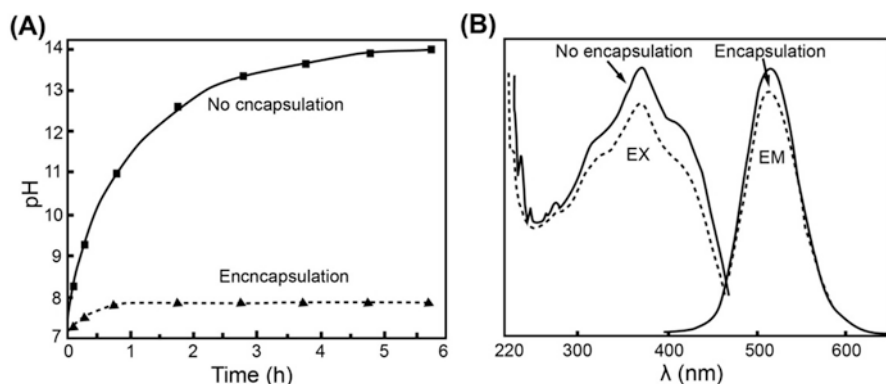 (A)
14
13
12
11
10
9
8
7
pH
No cncapsulation
Encncapsulation
0 1 2 3 4 5 6
Time (h)
(B)
No encapsulation
Encapsulation
EX
EM
220 300 400 500 600
λ (nm)